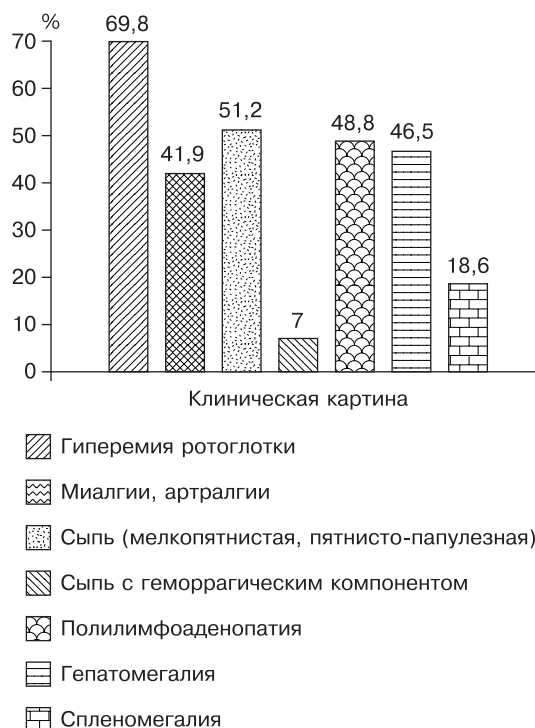 %
69,8
70
60
50
40
30
20
10
0
41,9
51,2
7
48,8
46,5
18,6
Клиническая картина
Гиперемия ротоглотки
Миалгии, артралгии
Сыпь (мелкопятнистая, пятнисто-папулезная)
Сыпь с геморрагическим компонентом
Полилимфоаденопатия
Гепатомегалия
Спленомегалия